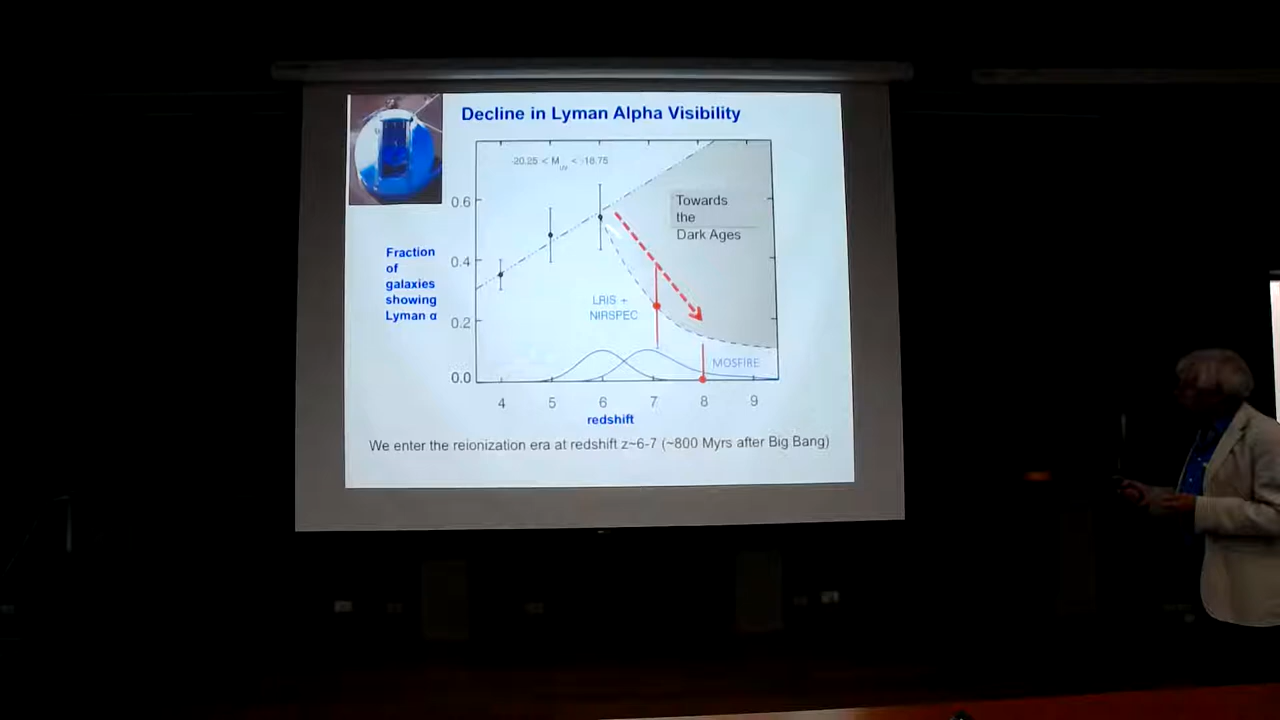 Decline in Lyman Alpha Visibility
-20.25 < M
UV
< -18.75
Towards
the
Dark Ages
0.6
0.4
0.2
0.0
Fraction
of
galaxies
showing
Lyman α
LRIS +
NIRSPEC
MOSFIRE
4 5 6 7 8 9
redshift
We enter the reionization era at redshift z~6-7 (~800 Myrs after Big Bang)